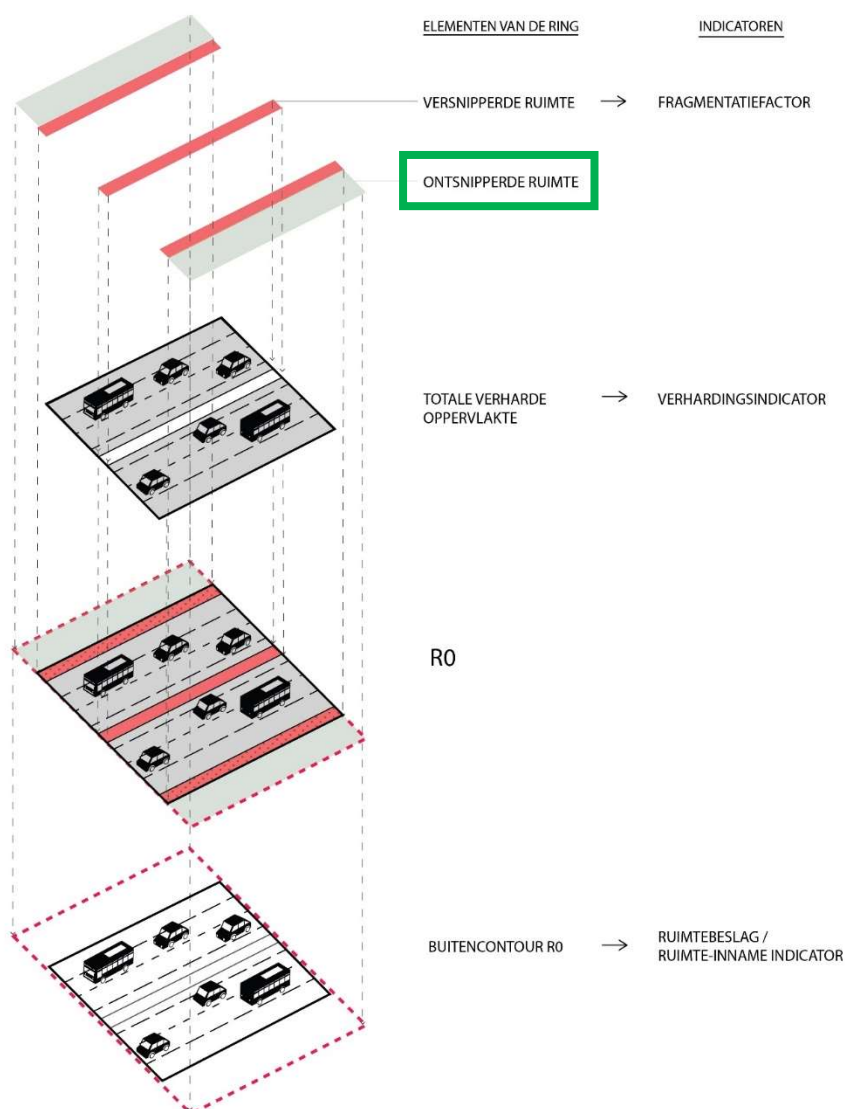 ELEMENTEN VAN DE RING
INDICATOREN
VERSNIPPERDE RUIMTE → FRAGMENTATIEFACTOR
ONTSNIPPERDE RUIMTE
TOTALE VERHARDE → VERHARDINGSINDICATOR
OPPERVLAKTE
R0
BUITENCONTOUR R0 → RUIMTEBESLAG /
RUIMTE-INNAME INDICATOR